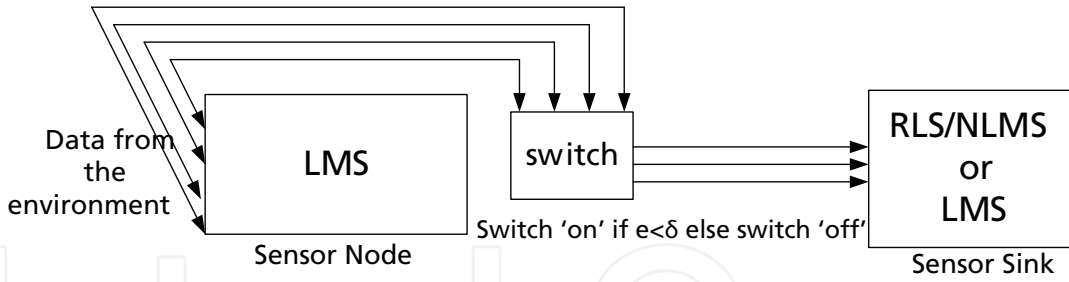 Data from
the
environment
LMS
Sensor Node
switch
Switch ‘on’ if e<δ else switch ‘off’
RLS/NLMS
or
LMS
Sensor Sink